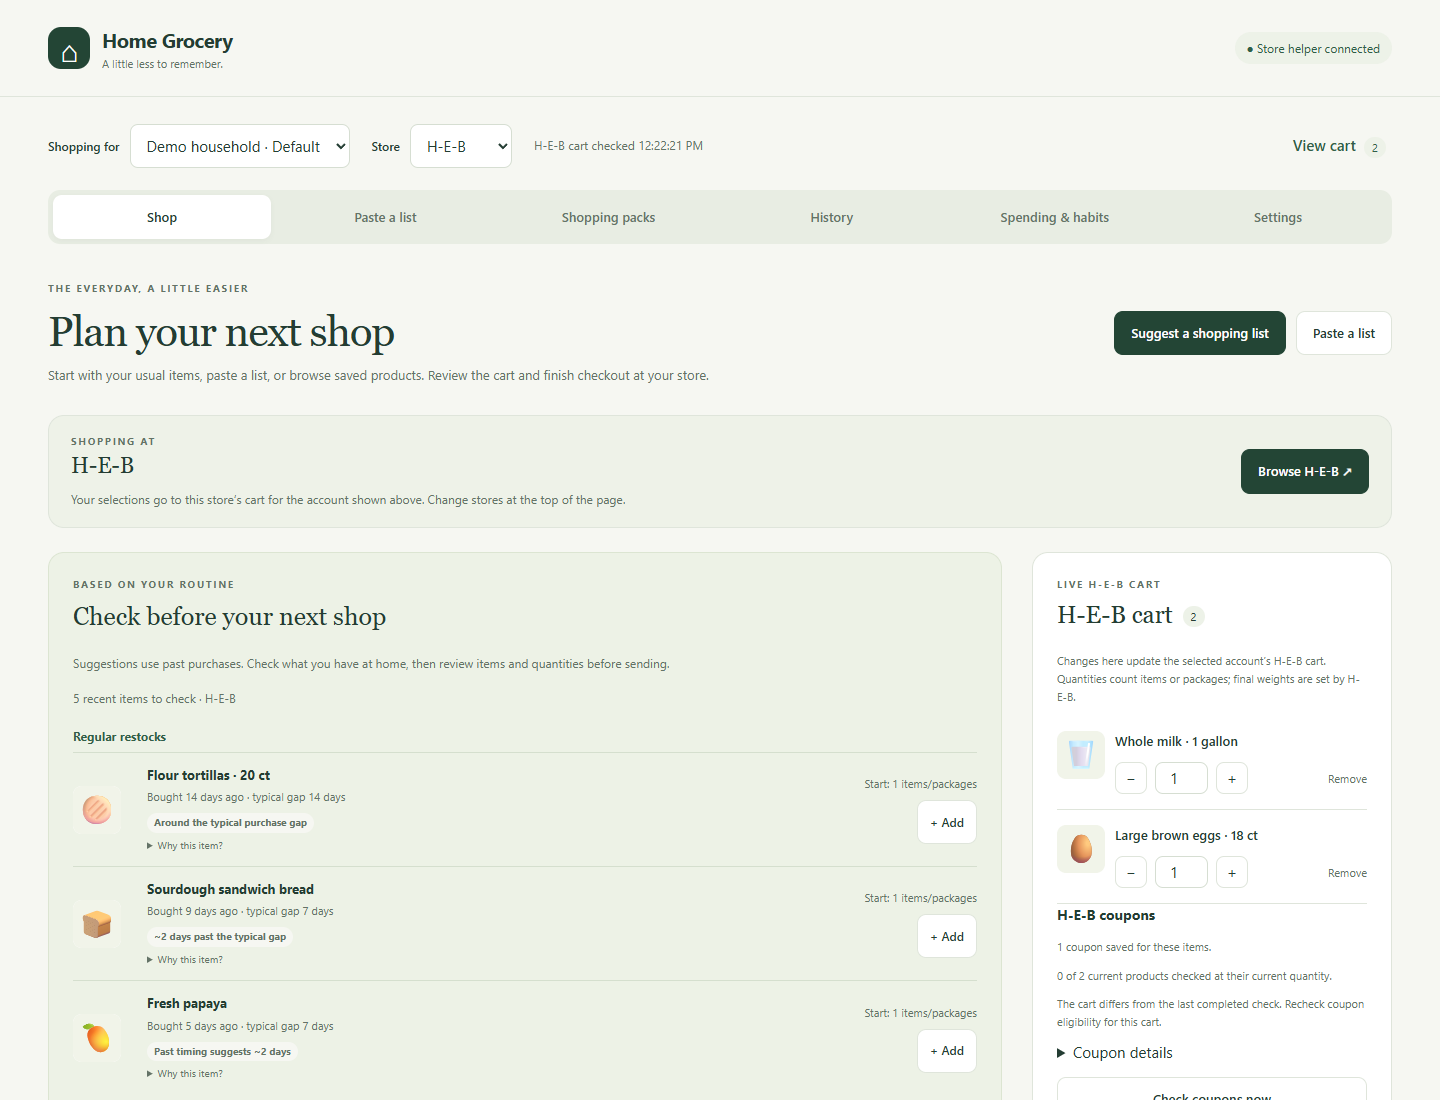 Home Grocery
A little less to remember.
● Store helper connected
Shopping for
Demo household · Default
Store
H-E-B
H-E-B cart checked 12:22:21 PM
View cart 2
Shop
Paste a list
Shopping packs
History
Spending & habits
Settings
THE EVERYDAY, A LITTLE EASIER
Plan your next shop
Suggest a shopping list
Paste a list
Start with your usual items, paste a list, or browse saved products. Review the cart and finish checkout at your store.
SHOPPING AT
H-E-B
Your selections go to this store's cart for the account shown above. Change stores at the top of the page.
Browse H-E-B ↗
BASED ON YOUR ROUTINE
Check before your next shop
Suggestions use past purchases. Check what you have at home, then review items and quantities before sending.
5 recent items to check · H-E-B
Regular restocks
Flour tortillas · 20 ct
Bought 14 days ago · typical gap 14 days
Around the typical purchase gap
▶ Why this item?
Start: 1 items/packages
+ Add
Sourdough sandwich bread
Bought 9 days ago · typical gap 7 days
~2 days past the typical gap
▶ Why this item?
Start: 1 items/packages
+ Add
Fresh papaya
Bought 5 days ago · typical gap 7 days
Past timing suggests ~2 days
▶ Why this item?
Start: 1 items/packages
+ Add
LIVE H-E-B CART
H-E-B cart 2
Changes here update the selected account's H-E-B cart.
Quantities count items or packages; final weights are set by H-
E-B.
Whole milk · 1 gallon
− 1 +
Remove
Large brown eggs · 18 ct
− 1 +
Remove
H-E-B coupons
1 coupon saved for these items.
0 of 2 current products checked at their current quantity.
The cart differs from the last completed check. Recheck coupon
eligibility for this cart.
▶ Coupon details
Check coupons now